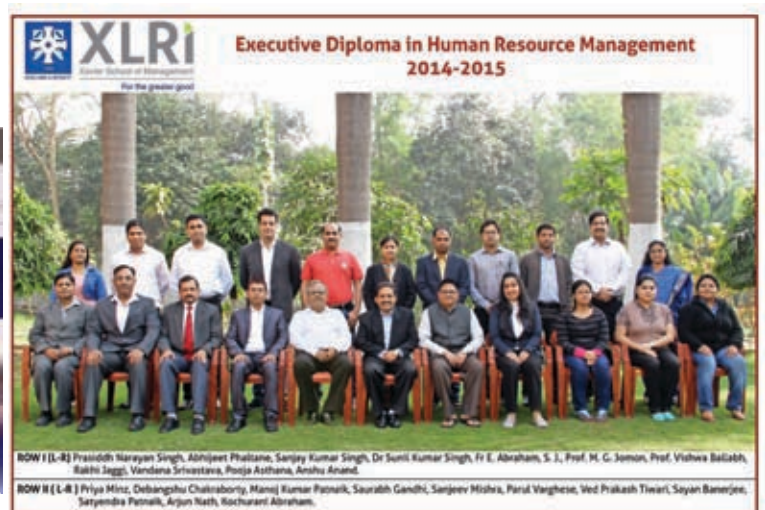 XLRI
Xavier School of Management
For the greater good
Executive Diploma in Human Resource Management
2014-2015
ROW I (L-R) Prasiddh Narayan Singh, Abhijeet Phaltane, Sanjay Kumar Singh, Dr Sunil Kumar Singh, Fr E. Abraham, S. J., Prof. M. G. Jomon, Prof. Vishwa Ballabh,
Rakhi Jaggi, Vandana Srivastava, Pooja Asthana, Anshu Anand.
ROW II ( L-R ) Priya Minz, Debangshu Chakraborty, Manoj Kumar Patnaik, Saurabh Gandhi, Sanjeev Mishra, Parul Varghese, Ved Prakash Tiwari, Sayan Banerjee,
Satyendra Patnaik, Arjun Nath, Kochurani Abraham.